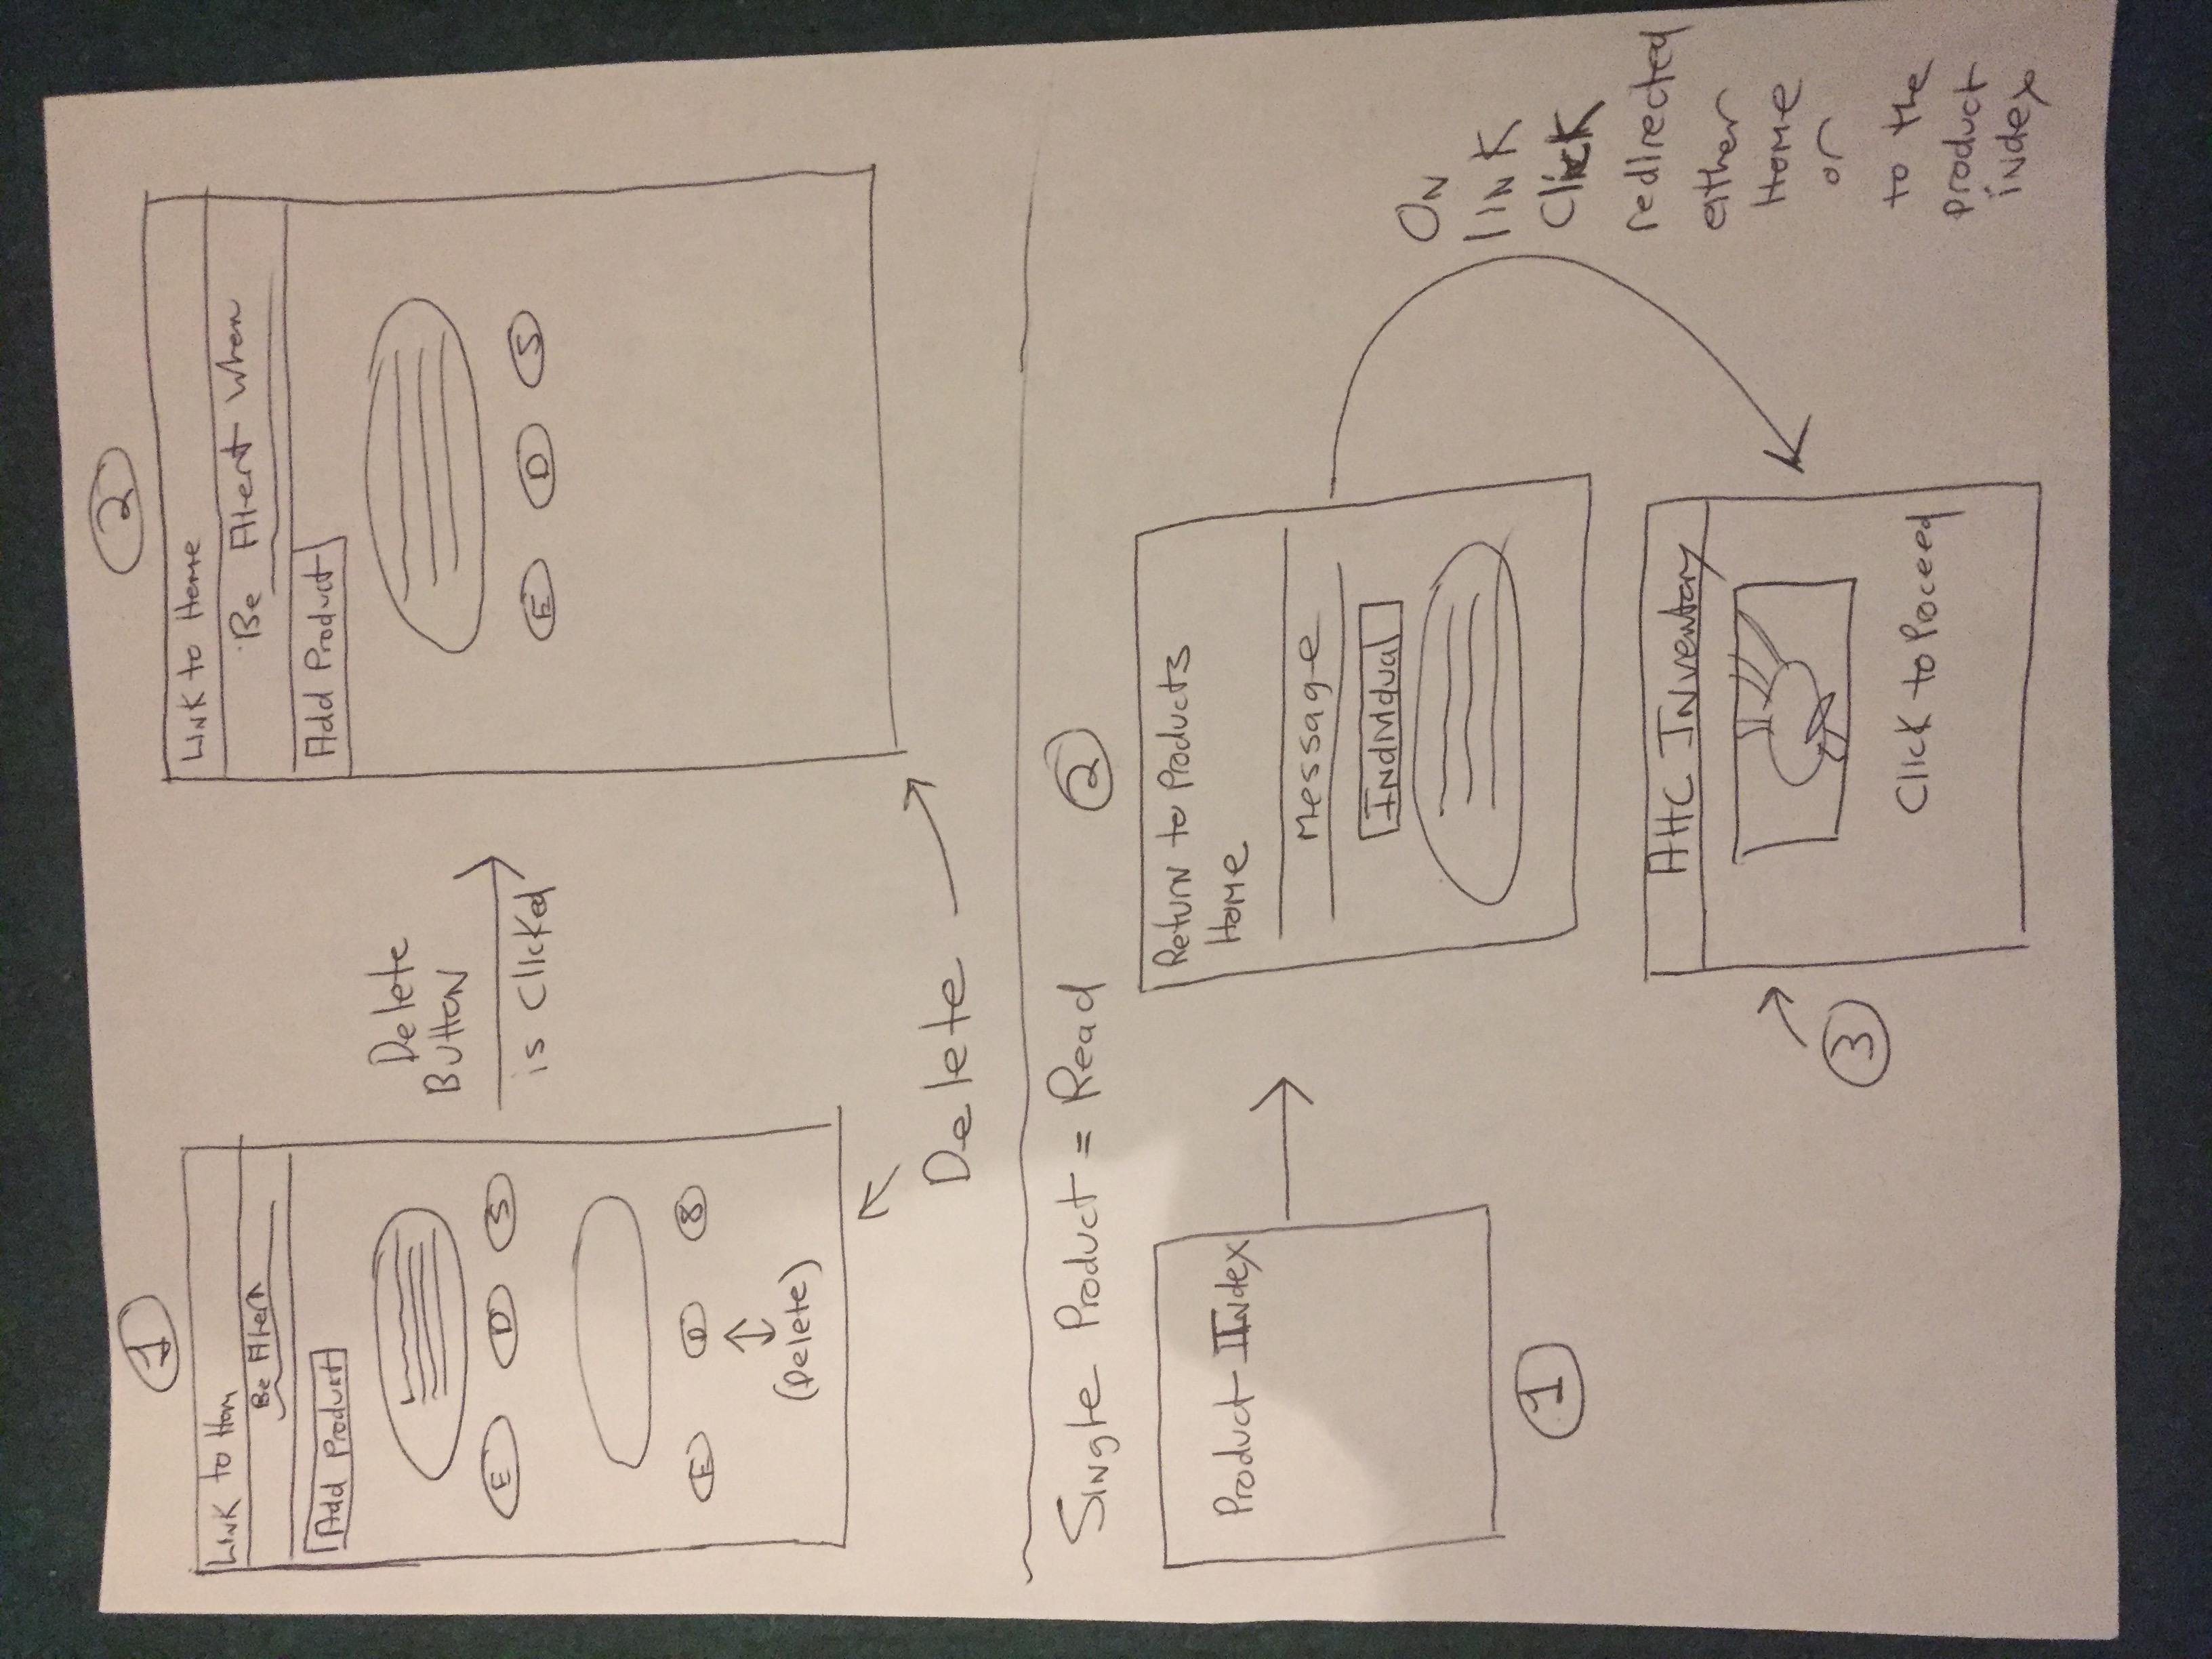 1
Link to Hom
Be Alert
Add Product
E D S
E D S
(Delete)
Delete
Button
is Clicked
2
Link to Home
Be Alert When
Add Product
E D S
Delete
Single Product = Read
Product Index
1
2
Return to Products
Home
Message
Individual
On
link
Click
redirected
either
Home
or
to the
product
index
3
AHC Inventory
Click to Proceed